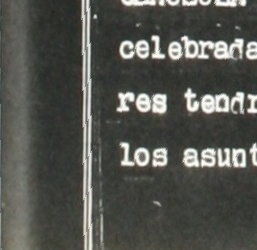 celebrada
res tendr
los asunt